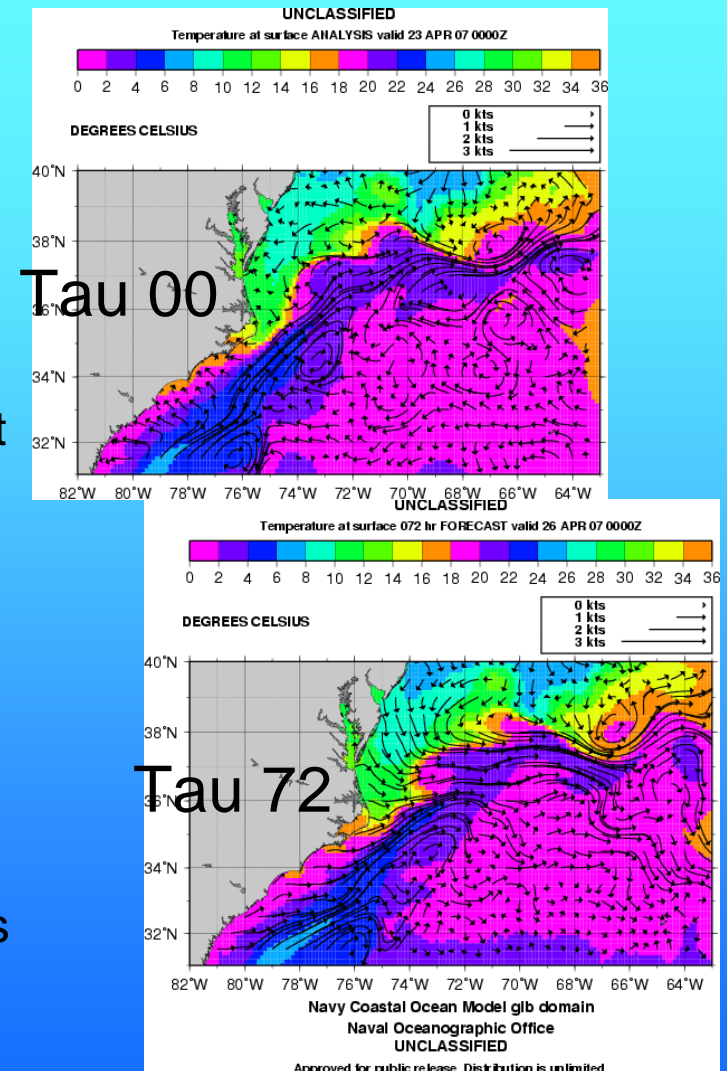 UNCLASSIFIED
Temperature at surface ANALYSIS valid 23 APR 07 0000Z
0 2 4 6 8 10 12 14 16 18 20 22 24 26 28 30 32 34 36
DEGREES CELSIUS
0 kts
1 kts
2 kts
3 kts
40°N
38°N
Tau 00
36°N
34°N
t
32°N
82°W 80°W 78°W 76°W 74°W 72°W 70°W 68°W 66°W 64°W
UNCLASSIFIED
Temperature at surface 072 hr FORECAST valid 26 APR 07 0000Z
0 2 4 6 8 10 12 14 16 18 20 22 24 26 28 30 32 34 36
DEGREES CELSIUS
0 kts
1 kts
2 kts
3 kts
40°N
38°N
Tau 72
36°N
34°N
s
32°N
82°W 80°W 78°W 76°W 74°W 72°W 70°W 68°W 66°W 64°W
Navy Coastal Ocean Model glb domain
Naval Oceanographic Office
UNCLASSIFIED
Approved for public release. Distribution is unlimited